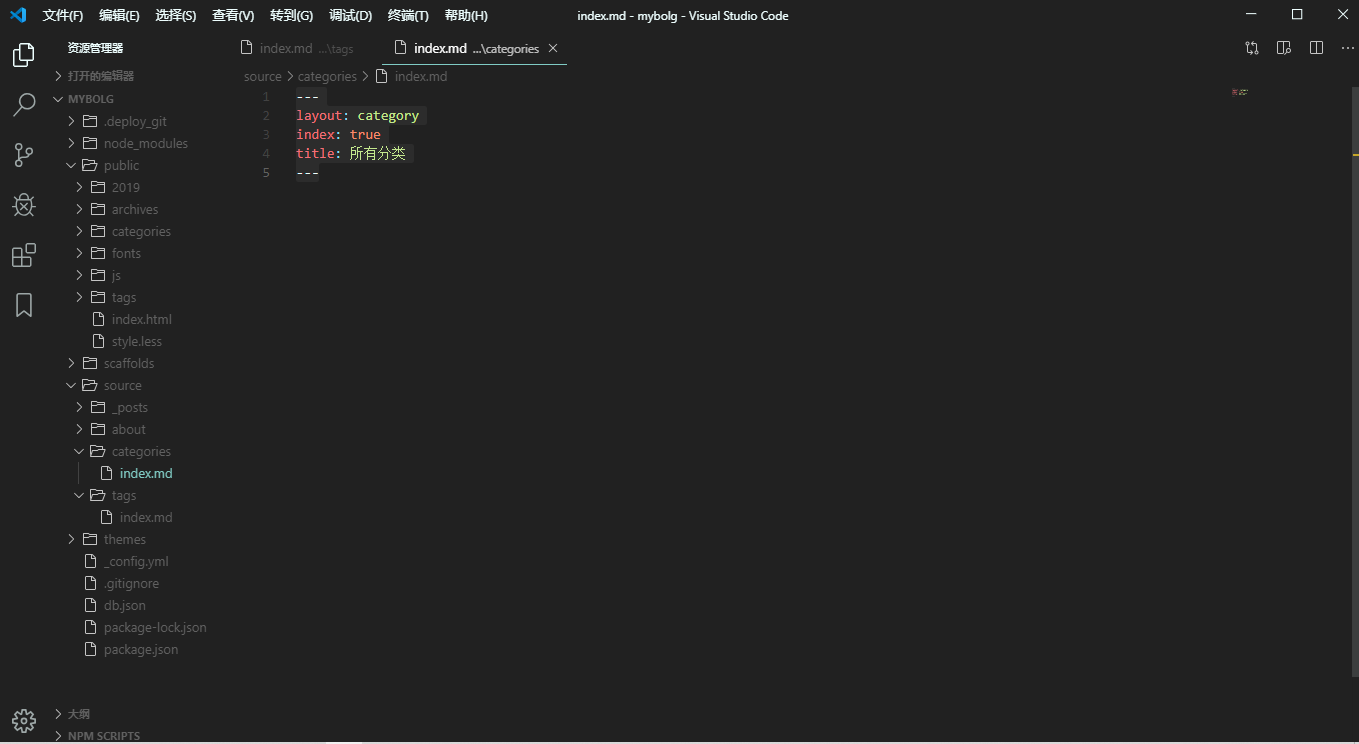 文件(F) 编辑(E) 选择(S) 查看(V) 转到(G) 调试(D) 终端(T) 帮助(H) index.md - mybolg - Visual Studio Code
资源管理器
打开的编辑器
MYBOLG
.deploy_git
node_modules
public
2019
archives
categories
fonts
js
tags
index.html
style.less
scaffolds
source
_posts
about
categories
index.md
tags
index.md
themes
_config.yml
.gitignore
db.json
package-lock.json
package.json
大纲
NPM SCRIPTS
index.md ...\tags index.md ...\categories
source > categories > index.md
1 ---
2 layout: category
3 index: true
4 title: 所有分类
5 ---